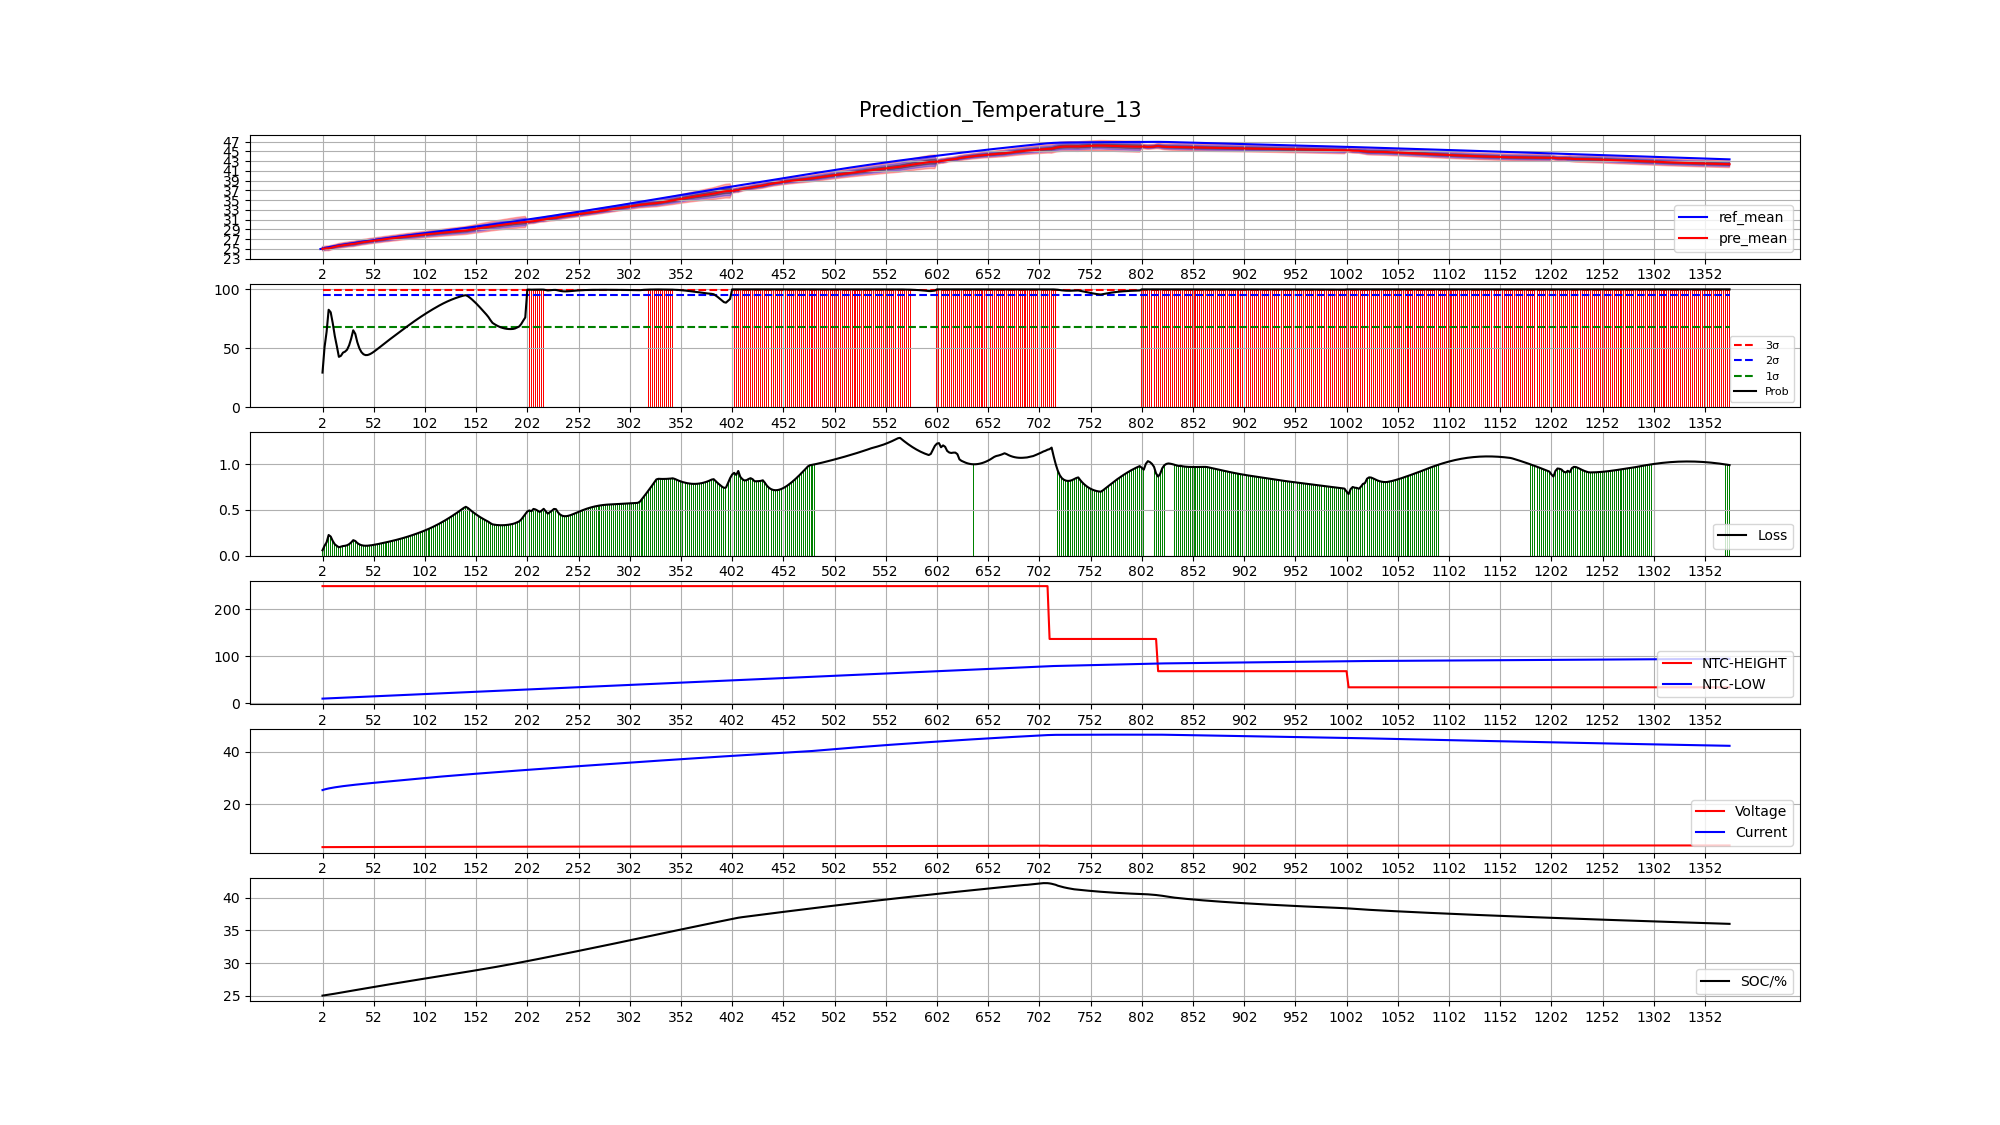 Prediction_Temperature_13
47
45
43
41
39
37
35
33
31
29
27
25
23
ref_mean
pre_mean
2 52 102 152 202 252 302 352 402 452 502 552 602 652 702 752 802 852 902 952 1002 1052 1102 1152 1202 1252 1302 1352
100
50
0
3σ
2σ
1σ
Prob
2 52 102 152 202 252 302 352 402 452 502 552 602 652 702 752 802 852 902 952 1002 1052 1102 1152 1202 1252 1302 1352
1.0
0.5
0.0
Loss
2 52 102 152 202 252 302 352 402 452 502 552 602 652 702 752 802 852 902 952 1002 1052 1102 1152 1202 1252 1302 1352
200
100
0
NTC-HEIGHT
NTC-LOW
2 52 102 152 202 252 302 352 402 452 502 552 602 652 702 752 802 852 902 952 1002 1052 1102 1152 1202 1252 1302 1352
40
20
Voltage
Current
2 52 102 152 202 252 302 352 402 452 502 552 602 652 702 752 802 852 902 952 1002 1052 1102 1152 1202 1252 1302 1352
40
35
30
25
SOC/%
2 52 102 152 202 252 302 352 402 452 502 552 602 652 702 752 802 852 902 952 1002 1052 1102 1152 1202 1252 1302 1352